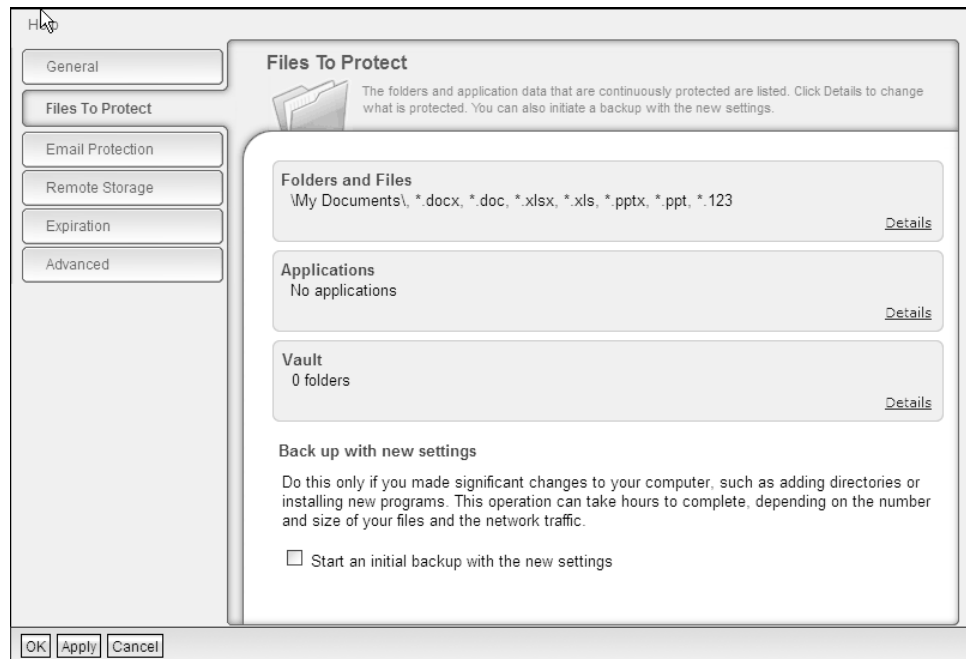 Help
General
Files To Protect
Email Protection
Remote Storage
Expiration
Advanced
Files To Protect
The folders and application data that are continuously protected are listed. Click Details to change
what is protected. You can also initiate a backup with the new settings.
Folders and Files
\My Documents\, *.docx, *.doc, *.xlsx, *.xls, *.pptx, *.ppt, *.123
Details
Applications
No applications
Details
Vault
0 folders
Details
Back up with new settings
Do this only if you made significant changes to your computer, such as adding directories or
installing new programs. This operation can take hours to complete, depending on the number
and size of your files and the network traffic.
Start an initial backup with the new settings
OK Apply Cancel